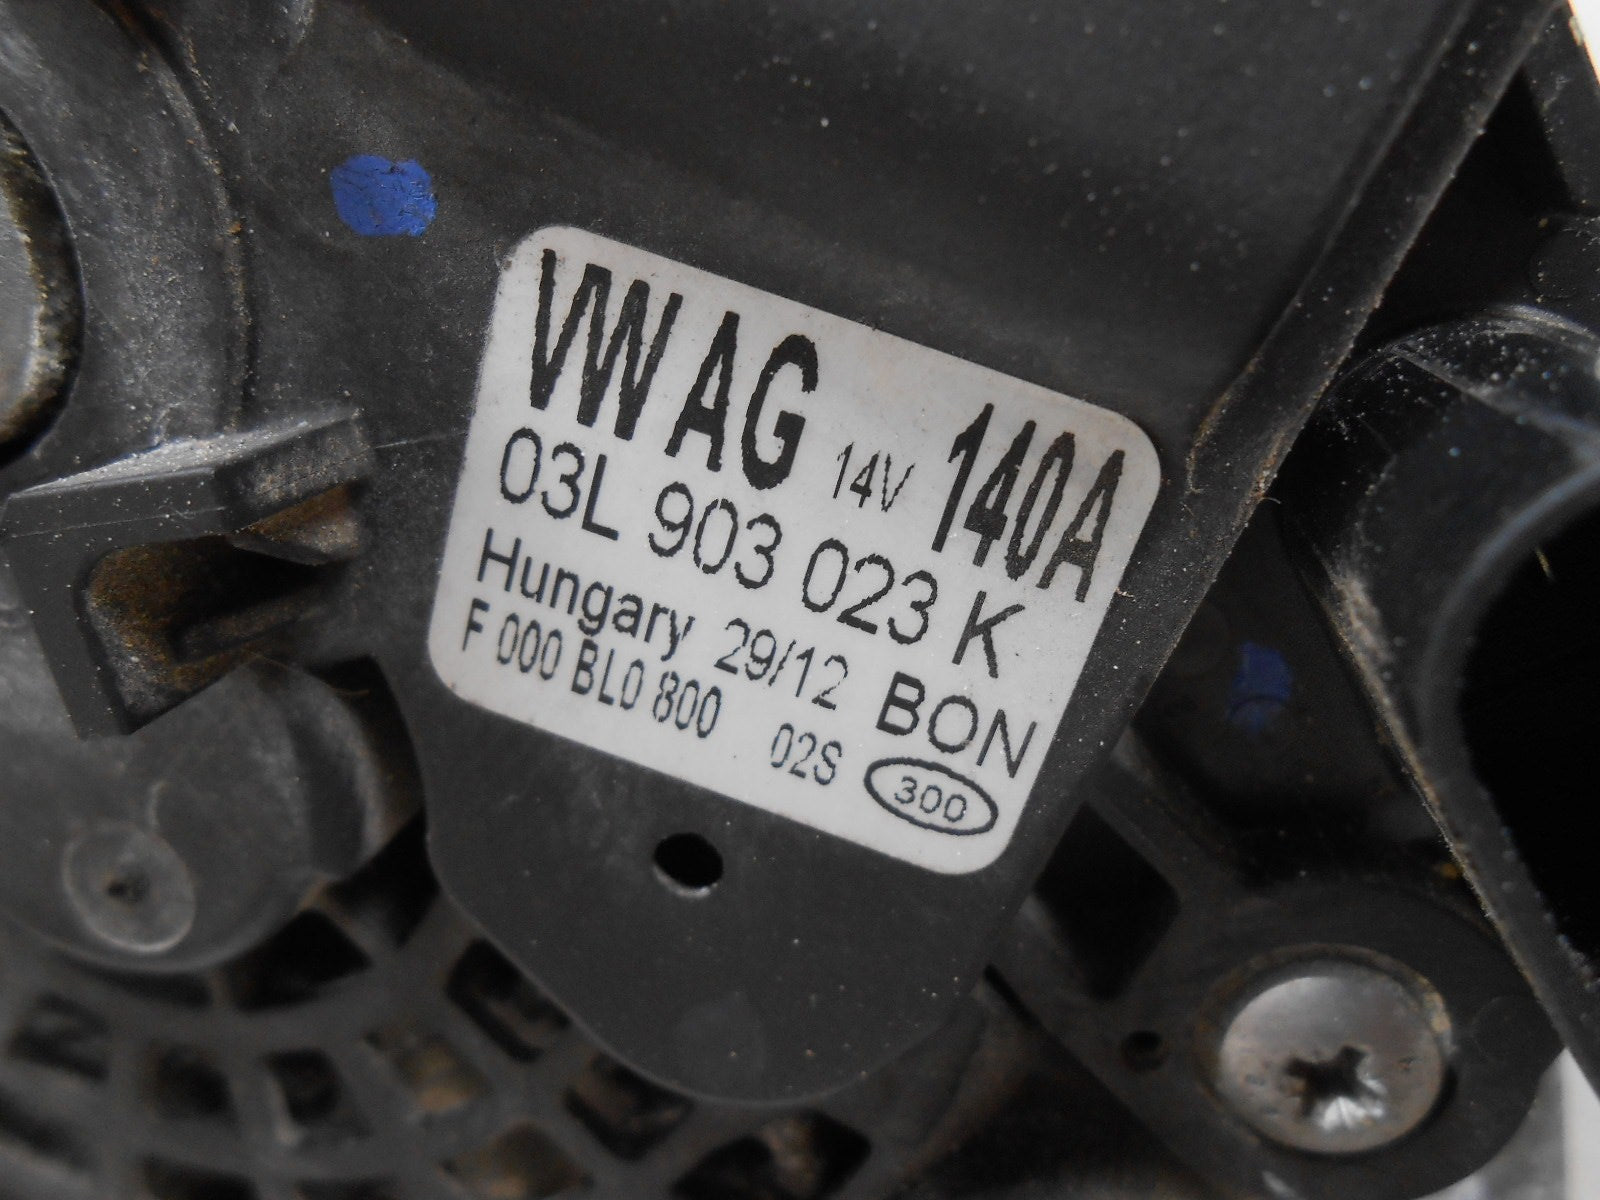 VW AG 14V 140A
03L 903 023 K
Hungary 29/12 BON
F 000 BL0 800 02S 300